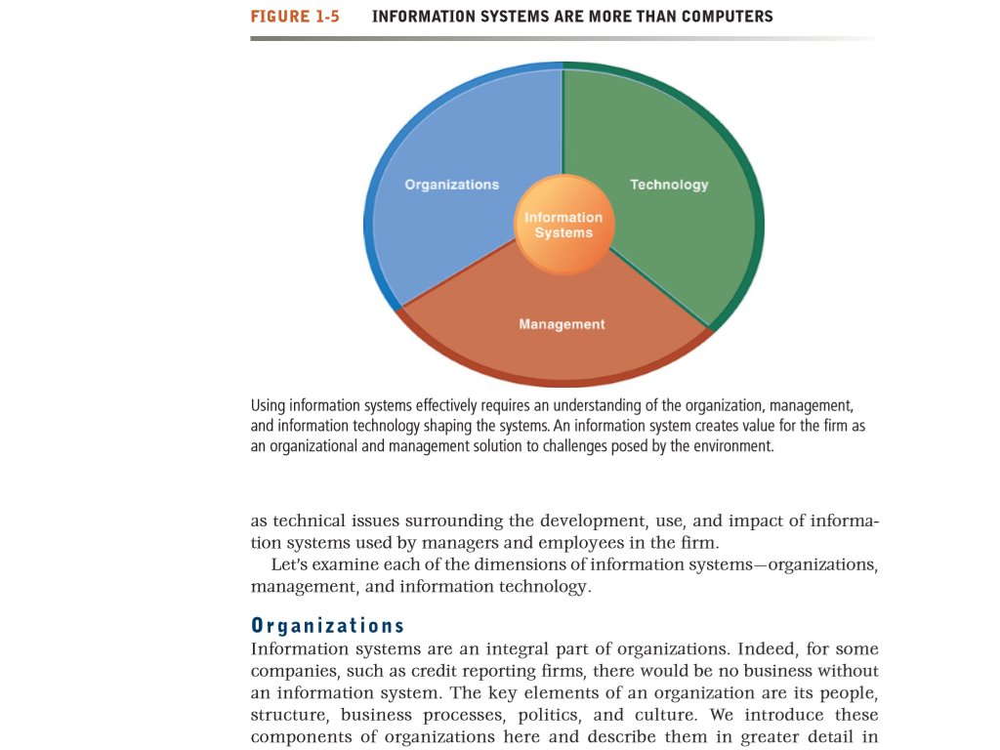 FIGURE 1-5 INFORMATION SYSTEMS ARE MORE THAN COMPUTERS
Organizations
Technology
Information
Systems
Management
Using information systems effectively requires an understanding of the organization, management,
and information technology shaping the systems. An information system creates value for the firm as
an organizational and management solution to challenges posed by the environment.
as technical issues surrounding the development, use, and impact of informa-
tion systems used by managers and employees in the firm.
Let's examine each of the dimensions of information systems—organizations,
management, and information technology.
Organizations
Information systems are an integral part of organizations. Indeed, for some
companies, such as credit reporting firms, there would be no business without
an information system. The key elements of an organization are its people,
structure, business processes, politics, and culture. We introduce these
components of organizations here and describe them in greater detail in